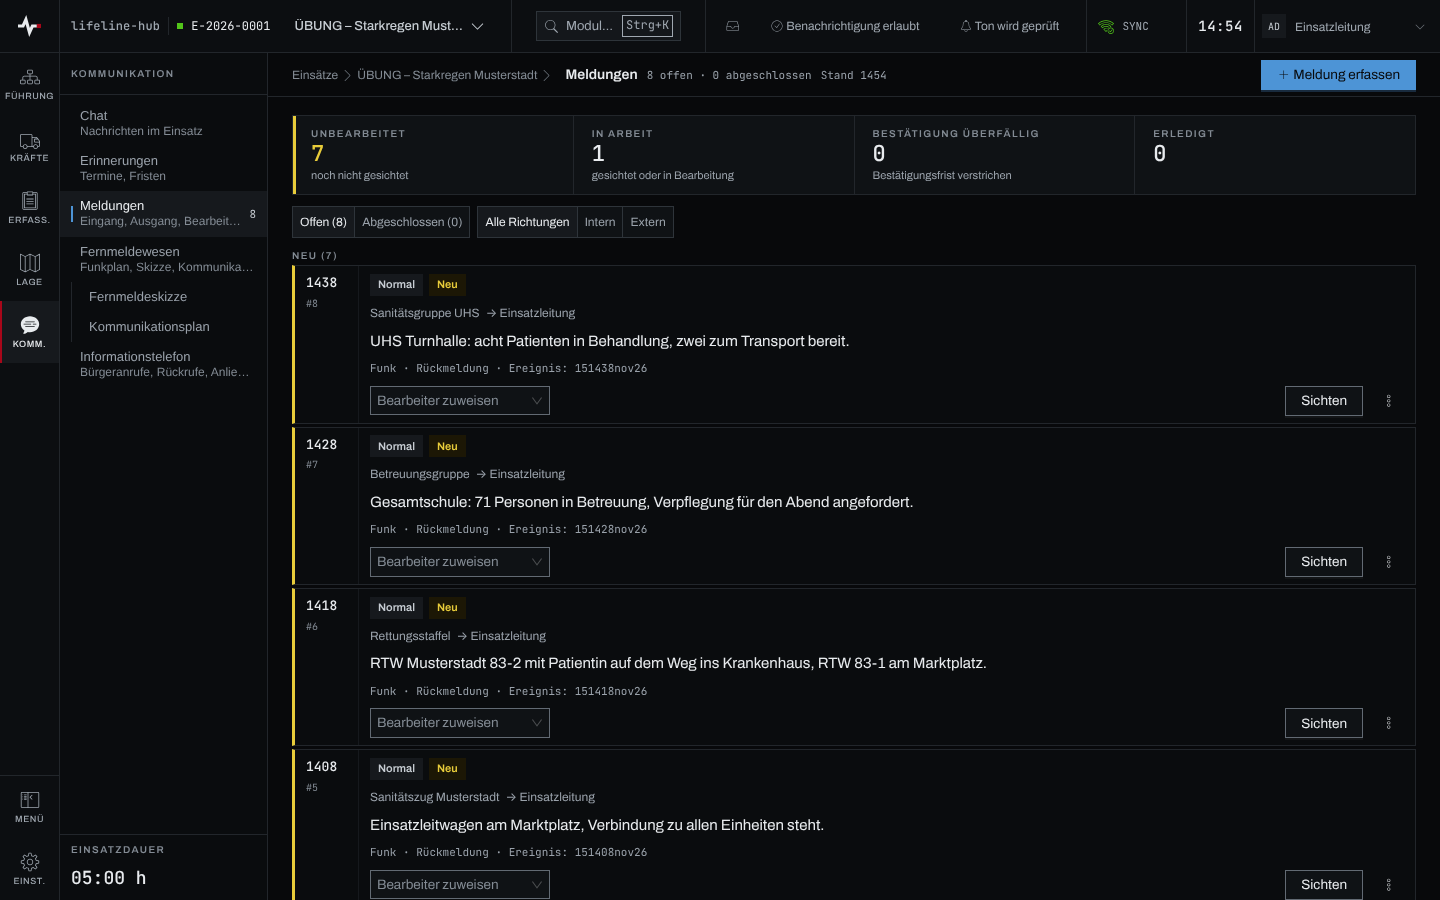 lifeline-hub
E-2026-0001
ÜBUNG – Starkregen Must...
Modul...
Strg+K
Benachrichtigung erlaubt
Ton wird geprüft
SYNC
14:54
AD
Einsatzleitung
FÜHRUNG
KRÄFTE
ERFASS.
LAGE
KOMM.
MENÜ
EINST.
KOMMUNIKATION
Chat
Nachrichten im Einsatz
Erinnerungen
Termine, Fristen
Meldungen
Eingang, Ausgang, Bearbeit...
8
Fernmeldewesen
Funkplan, Skizze, Kommunika...
Fernmeldeskizze
Kommunikationsplan
Informationstelefon
Bürgeranrufe, Rückrufe, Anlie...
EINSATZDAUER
05:00 h
Einsätze > ÜBUNG – Starkregen Musterstadt > Meldungen 8 offen · 0 abgeschlossen Stand 1454
+ Meldung erfassen
UNBEARBEITET
7
noch nicht gesichtet
IN ARBEIT
1
gesichtet oder in Bearbeitung
BESTÄTIGUNG ÜBERFÄLLIG
0
Bestätigungsfrist verstrichen
ERLEDIGT
0
Offen (8) Abgeschlossen (0) Alle Richtungen Intern Extern
NEU (7)
1438
#8
Normal Neu
Sanitätsgruppe UHS → Einsatzleitung
UHS Turnhalle: acht Patienten in Behandlung, zwei zum Transport bereit.
Funk · Rückmeldung · Ereignis: 151438nov26
Bearbeiter zuweisen
Sichten
1428
#7
Normal Neu
Betreuungsgruppe → Einsatzleitung
Gesamtschule: 71 Personen in Betreuung, Verpflegung für den Abend angefordert.
Funk · Rückmeldung · Ereignis: 151428nov26
Bearbeiter zuweisen
Sichten
1418
#6
Normal Neu
Rettungsstaffel → Einsatzleitung
RTW Musterstadt 83-2 mit Patientin auf dem Weg ins Krankenhaus, RTW 83-1 am Marktplatz.
Funk · Rückmeldung · Ereignis: 151418nov26
Bearbeiter zuweisen
Sichten
1408
#5
Normal Neu
Sanitätszug Musterstadt → Einsatzleitung
Einsatzleitwagen am Marktplatz, Verbindung zu allen Einheiten steht.
Funk · Rückmeldung · Ereignis: 151408nov26
Bearbeiter zuweisen
Sichten